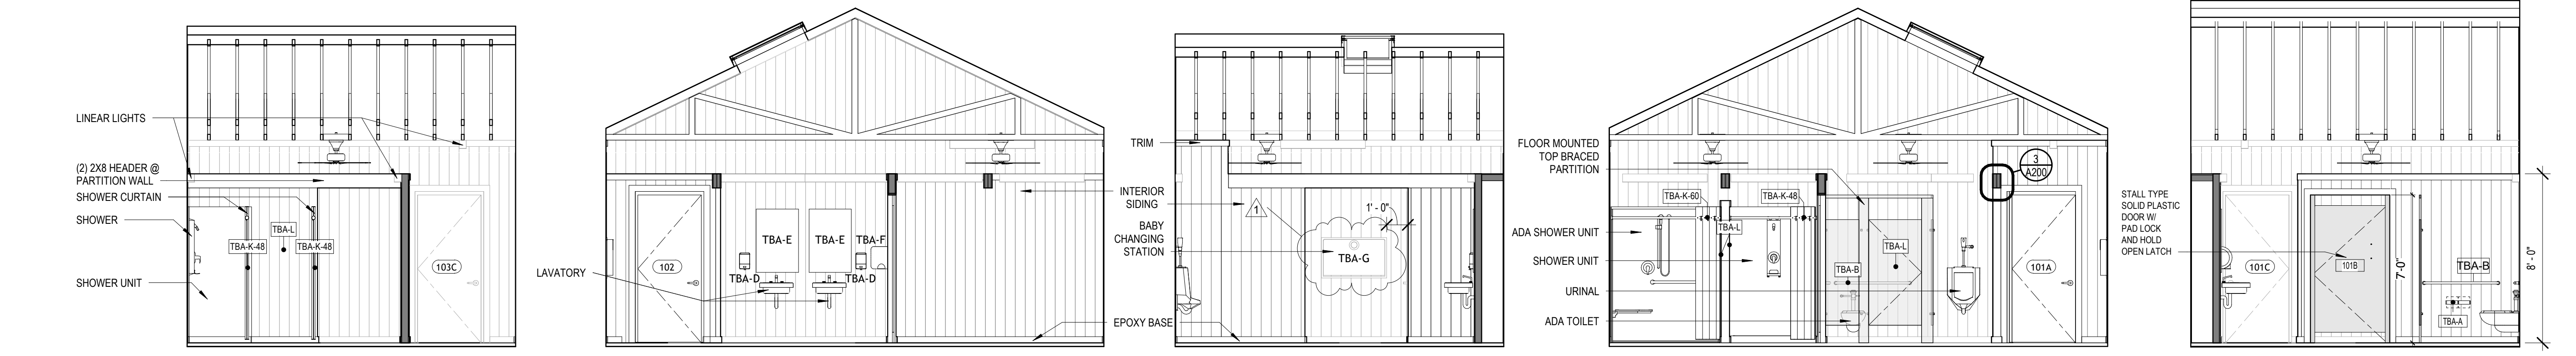 LINEAR LIGHTS
(2) 2X8 HEADER @
PARTITION WALL
SHOWER CURTAIN
SHOWER
SHOWER UNIT
TBA-L
TBA-K-48
TBA-K-48
103C
LAVATORY
102
TBA-E
TBA-E
TBA-F
TBA-D
TBA-D
TRIM
INTERIOR
SIDING
BABY
CHANGING
STATION
EPOXY BASE
1
1' - 0"
TBA-G
FLOOR MOUNTED
TOP BRACED
PARTITION
ADA SHOWER UNIT
SHOWER UNIT
URINAL
ADA TOILET
TBA-K-60
TBA-K-48
TBA-L
TBA-L
TBA-B
3
A200
101A
STALL TYPE
SOLID PLASTIC
DOOR W/
PAD LOCK
AND HOLD
OPEN LATCH
101C
101B
7'-0"
TBA-B
TBA-A
8' - 0"